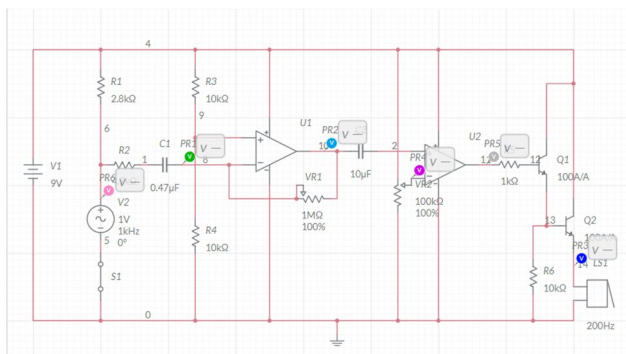 4
R1
2.8kΩ
R3
10kΩ
9
6
U1
PR2
V —
10
2
U2
PR5
V —
R2
1
C1
PR1
V —
8
PR4
V —
11
12
Q1
V1
9V
V —
0.47µF
10µF
VR1
VR2
1kΩ
100A/A
V2
1V
1kHz
0°
1MΩ
100%
100kΩ
100%
13
Q2
5
R4
10kΩ
PR3
V —
S1
R6
10kΩ
14
LS1
0
200Hz